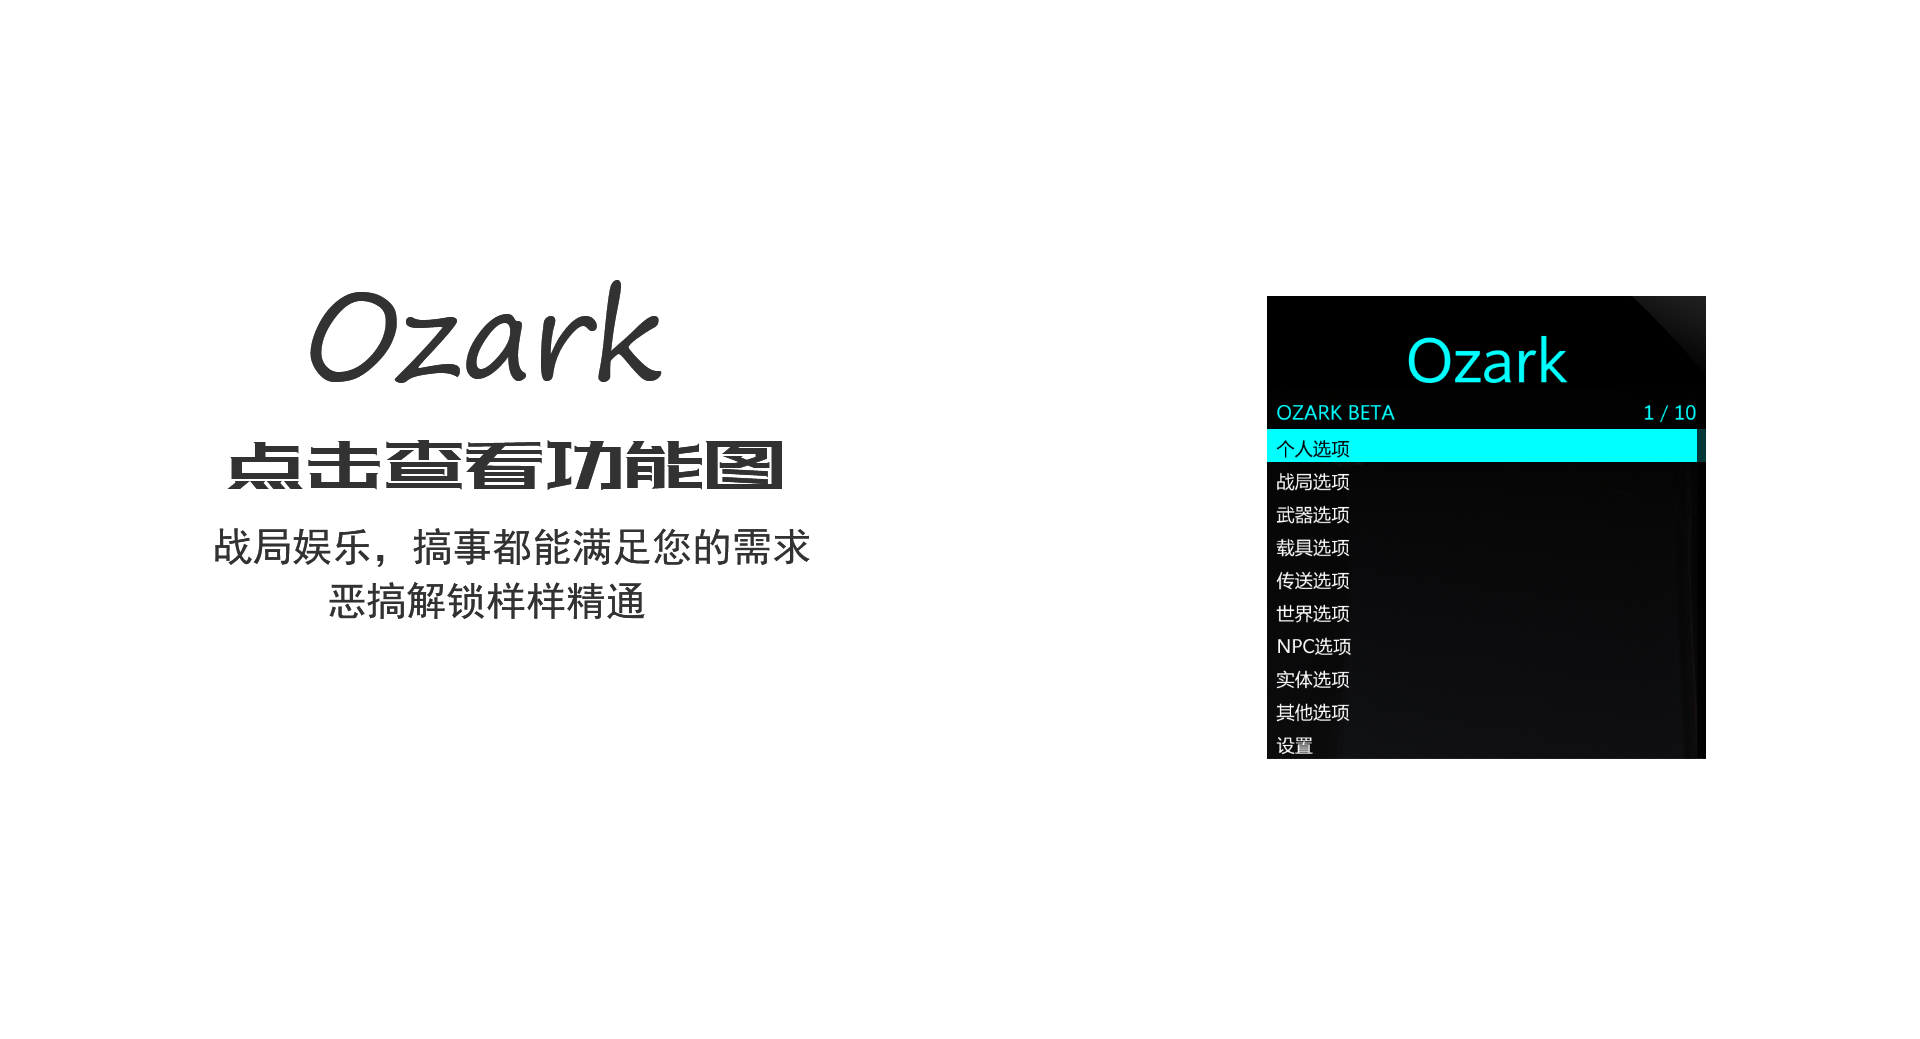 Ozark
点击查看功能图
战局娱乐，搞事都能满足您的需求
恶搞解锁样样精通
Ozark
OZARK BETA 1 / 10
个人选项
战局选项
武器选项
载具选项
传送选项
世界选项
NPC选项
实体选项
其他选项
设置